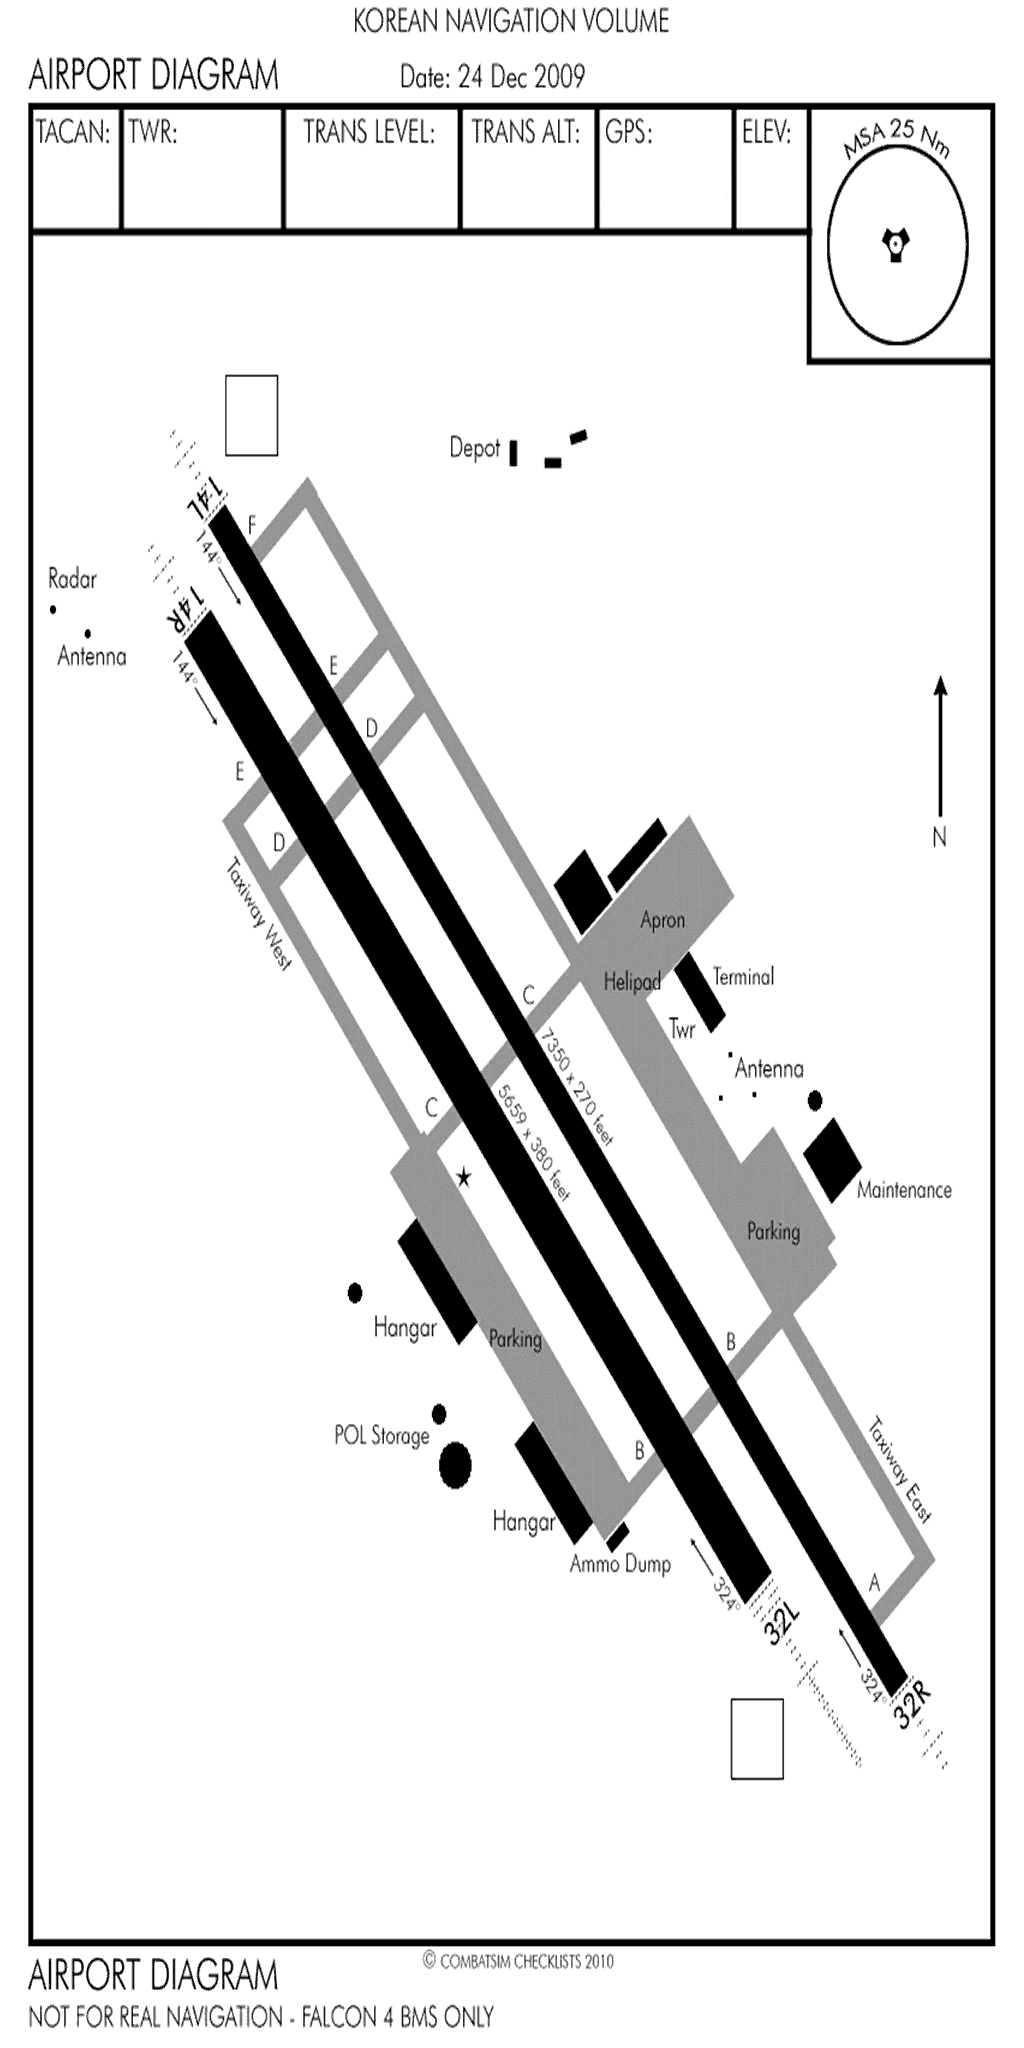 KOREAN NAVIGATION VOLUME
AIRPORT DIAGRAM
Date: 24 Dec 2009
TACAN:
TWR:
TRANS LEVEL:
TRANS ALT:
GPS:
ELEV:
MSA 25 Nm
Depot
14L
F
144°
Radar
14R
Antenna
144°
E
D
E
N
D
Taxiway West
Apron
Helipad
Terminal
C
Twr
7350 x 270 feet
Antenna
C
5659 x 380 feet
Maintenance
Parking
Hangar
Parking
B
POL Storage
B
Taxiway East
Hangar
Ammo Dump
A
324°
32L
324°
32R
© COMBATSIM CHECKLISTS 2010
AIRPORT DIAGRAM
NOT FOR REAL NAVIGATION - FALCON 4 BMS ONLY